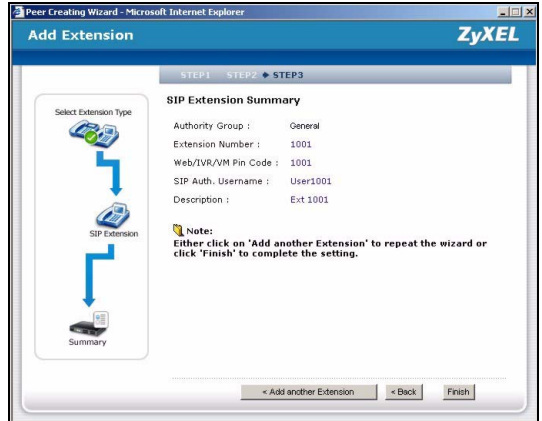 Peer Creating Wizard - Microsoft Internet Explorer
Add Extension
ZyXEL
STEP1 STEP2 STEP3
SIP Extension Summary
Select Extension Type
SIP Extension
Summary
Authority Group : General
Extension Number : 1001
Web/IVR/VM Pin Code : 1001
SIP Auth. Username : User1001
Description : Ext 1001
Note:
Either click on 'Add another Extension' to repeat the wizard or
click 'Finish' to complete the setting.
< Add another Extension
< Back
Finish